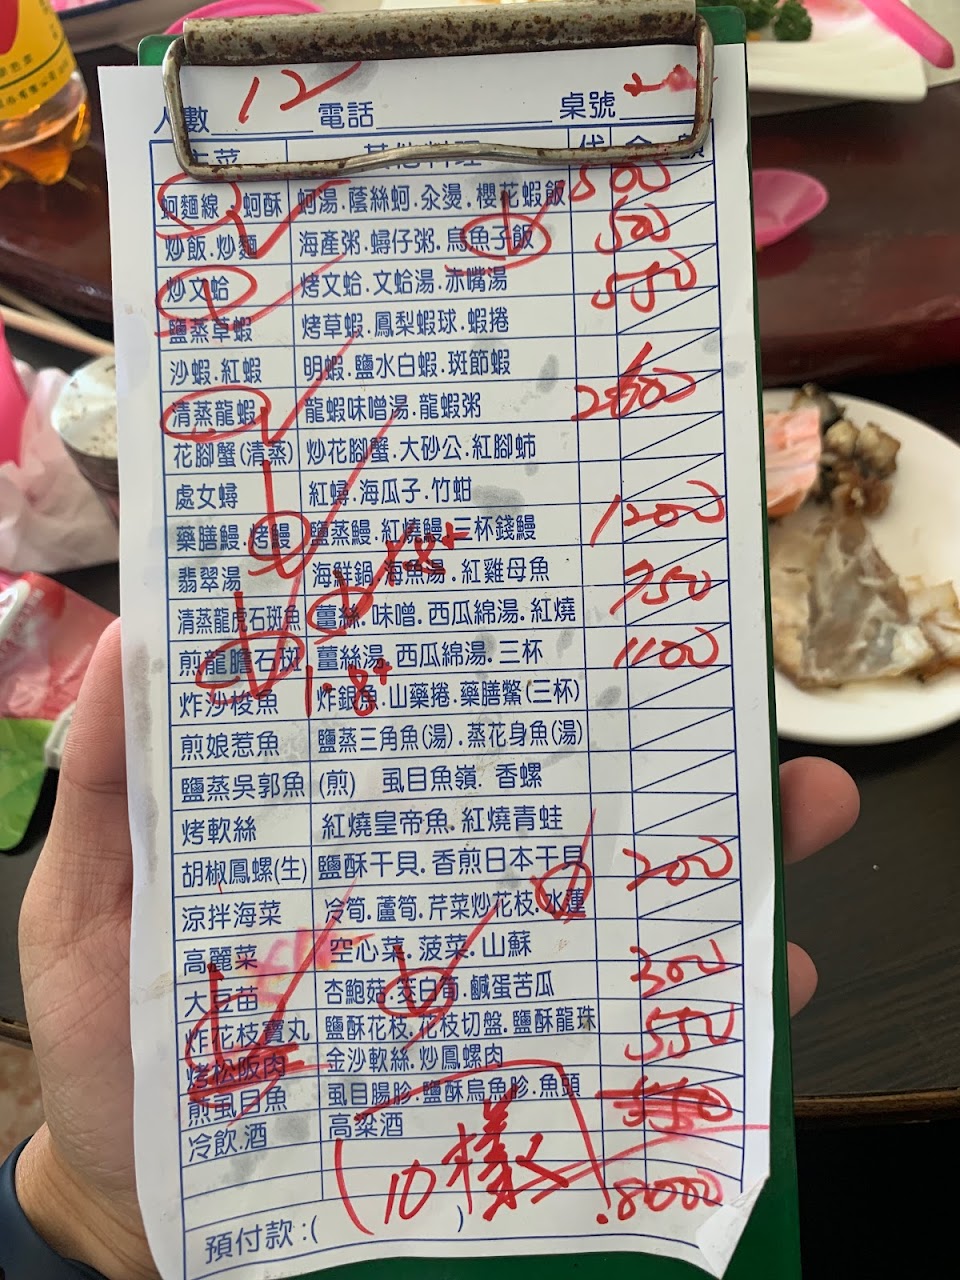 人數 12 電話 桌號 2
主菜 其他料理 代 金 額
蚵麵線. 蚵酥 蚵湯.蔭絲蚵.汆燙.櫻花蝦飯 500
炒飯.炒麵 海產粥.蟳仔粥.烏魚子飯 500
炒文蛤 烤文蛤.文蛤湯.赤嘴湯 550
鹽蒸草蝦 烤草蝦.鳳梨蝦球.蝦捲
沙蝦.紅蝦 明蝦.鹽水白蝦.斑節蝦
清蒸龍蝦 龍蝦味噌湯.龍蝦粥
花腳蟹(清蒸) 炒花腳蟹.大砂公.紅腳䖳
處女蟳 紅蟳.海瓜子.竹蚶
藥膳鰻.烤鰻 鹽蒸鰻.紅燒鰻.三杯錢鰻 1200
翡翠湯 海鮮鍋.海魚湯.紅雞母魚
清蒸龍虎石斑魚 薑絲.味噌.西瓜綿湯.紅燒 750
煎龍膽石斑 薑絲湯.西瓜綿湯.三杯 1100
炸沙梭魚 炸銀魚.山藥捲.藥膳鱉(三杯)
煎娘惹魚 鹽蒸三角魚(湯).蒸花身魚(湯)
鹽蒸吳郭魚 (煎) 虱目魚嶺. 香螺
烤軟絲 紅燒皇帝魚.紅燒青蛙
胡椒鳳螺(生) 鹽酥干貝.香煎日本干貝 200
涼拌海菜 冷筍.蘆筍.芹菜炒花枝.水蓮
高麗菜 空心菜.菠菜.山蘇 300
大豆苗 杏鮑菇.茭白筍.鹹蛋苦瓜
炸花枝寶丸 鹽酥花枝.花枝切盤.鹽酥龍珠 550
烤松阪肉 金沙軟絲.炒鳳螺肉
煎虱目魚 虱目腸胗.鹽酥烏魚胗.魚頭
冷飲.酒 高梁酒
10樣 8000
預付款:( )